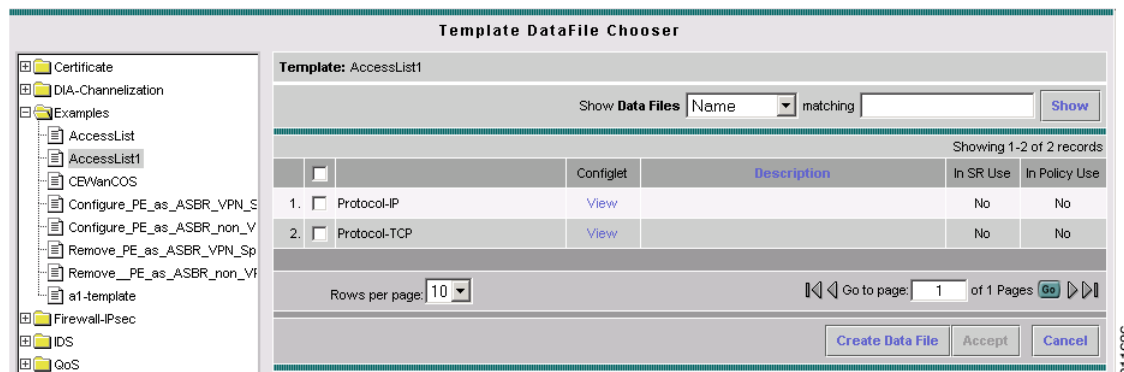 Template DataFile Chooser
Certificate
DIA-Channelization
Examples
AccessList
AccessList1
CEWanCOS
Configure_PE_as_ASBR_VPN_S
Configure_PE_as_ASBR_non_V
Remove_PE_as_ASBR_VPN_Sp
Remove__PE_as_ASBR_non_VF
a1-template
Firewall-IPsec
IDS
QoS
Template: AccessList1
Show Data Files Name matching Show
Showing 1-2 of 2 records
Configlet Description In SR Use In Policy Use
1. Protocol-IP View No No
2. Protocol-TCP View No No
Rows per page: 10 Go to page: 1 of 1 Pages Go
Create Data File Accept Cancel